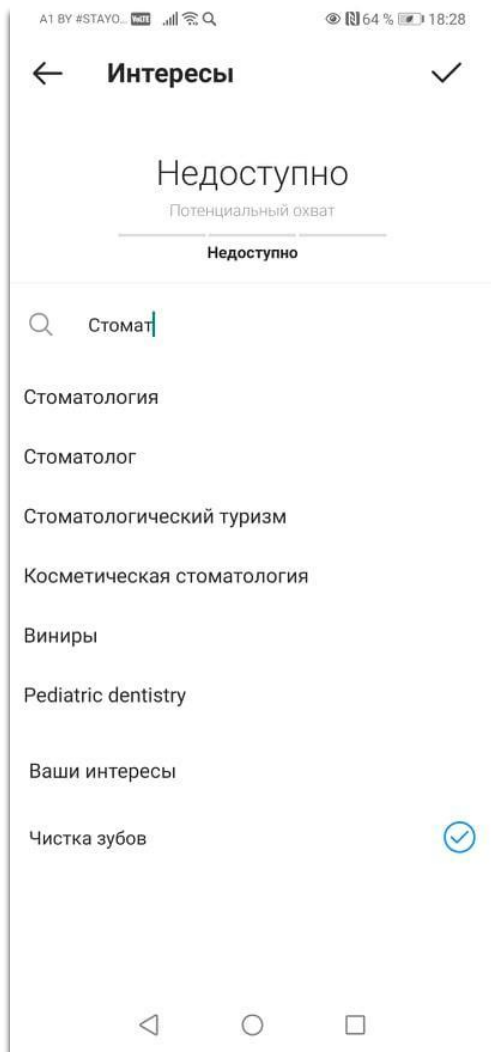 A1 BY #STAYO... VoLTE 64 % 18:28
Интересы
Недоступно
Потенциальный охват
Недоступно
Стомат
Стоматология
Стоматолог
Стоматологический туризм
Косметическая стоматология
Виниры
Pediatric dentistry
Ваши интересы
Чистка зубов